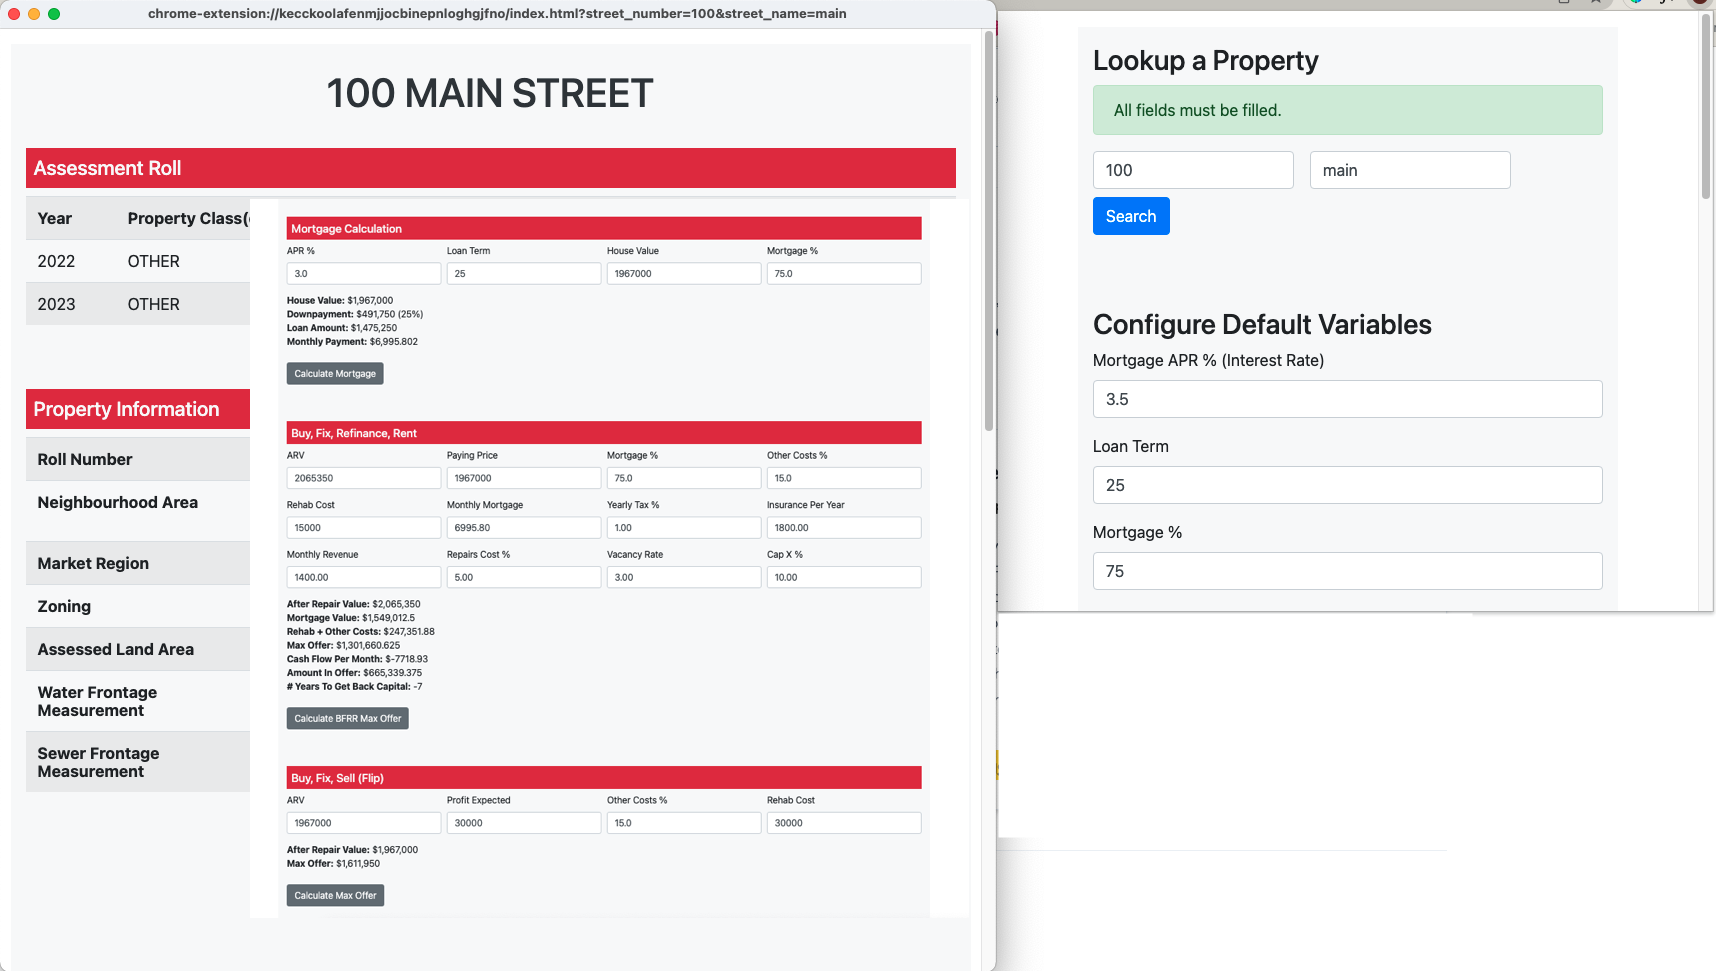 chrome-extension://kecckoolafenmjjocbinepnloghgjfno/index.html?street_number=100&street_name=main
100 MAIN STREET
Assessment Roll
Year Property Class(
2022 OTHER
2023 OTHER
Property Information
Roll Number
Neighbourhood Area
Market Region
Zoning
Assessed Land Area
Water Frontage
Measurement
Sewer Frontage
Measurement
Mortgage Calculation
APR % Loan Term House Value Mortgage %
3.0 25 1967000 75.0
House Value: $1,967,000
Downpayment: $491,750 (25%)
Loan Amount: $1,475,250
Monthly Payment: $6,995.802
Calculate Mortgage
Buy, Fix, Refinance, Rent
ARV Paying Price Mortgage % Other Costs %
2065350 1967000 75.0 15.0
Rehab Cost Monthly Mortgage Yearly Tax % Insurance Per Year
15000 6995.80 1.00 1800.00
Monthly Revenue Repairs Cost % Vacancy Rate Cap X %
1400.00 5.00 3.00 10.00
After Repair Value: $2,065,350
Mortgage Value: $1,549,012.5
Rehab + Other Costs: $247,351.88
Max Offer: $1,301,660.625
Cash Flow Per Month: $-7718.93
Amount In Offer: $665,339.375
# Years To Get Back Capital: -7
Calculate BFRR Max Offer
Buy, Fix, Sell (Flip)
ARV Profit Expected Other Costs % Rehab Cost
1967000 30000 15.0 30000
After Repair Value: $1,967,000
Max Offer: $1,611,950
Calculate Max Offer
Lookup a Property
All fields must be filled.
100 main
Search
Configure Default Variables
Mortgage APR % (Interest Rate)
3.5
Loan Term
25
Mortgage %
75